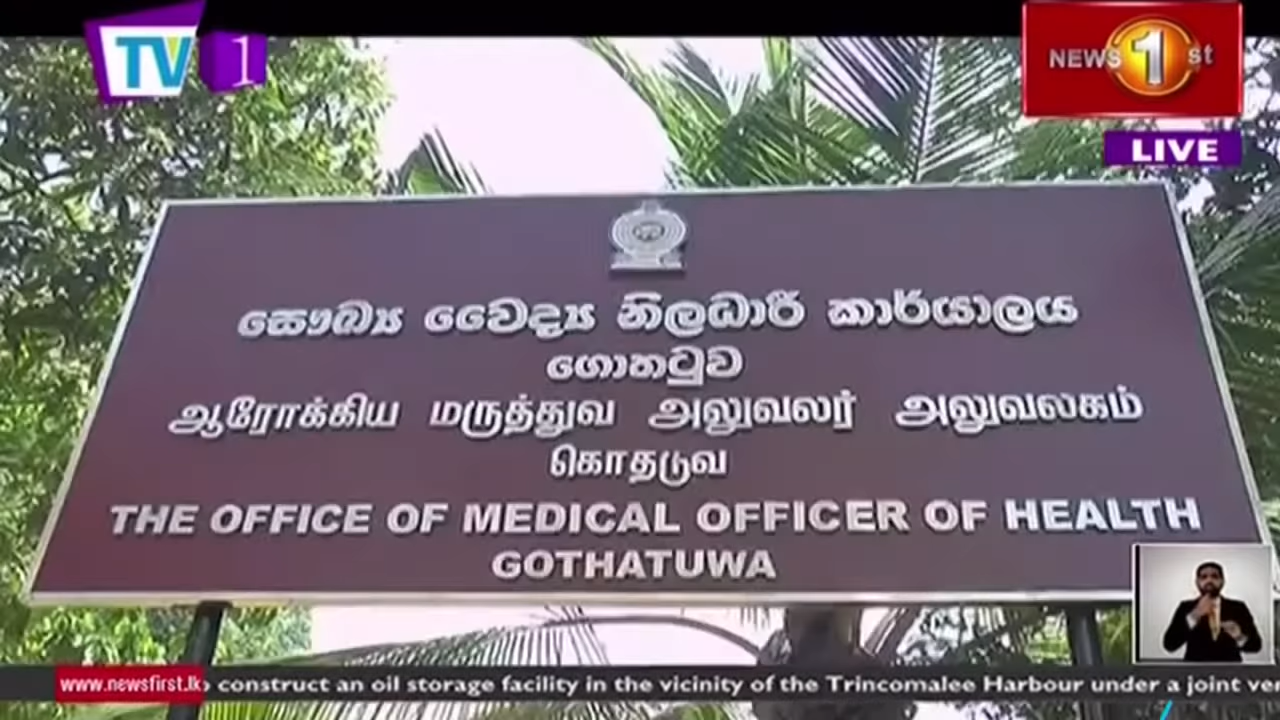 TV 1
NEWS 1st
LIVE
සෞඛ්‍ය වෛද්‍ය නිලධාරී කාර්යාලය
ගොතටුව
ஆரோக்கிய மருத்துவ அலுவலர் அலுவலகம்
கொதடுவ
THE OFFICE OF MEDICAL OFFICER OF HEALTH
GOTHATUWA
www.newsfirst.lk construct an oil storage facility in the vicinity of the Trincomalee Harbour under a joint